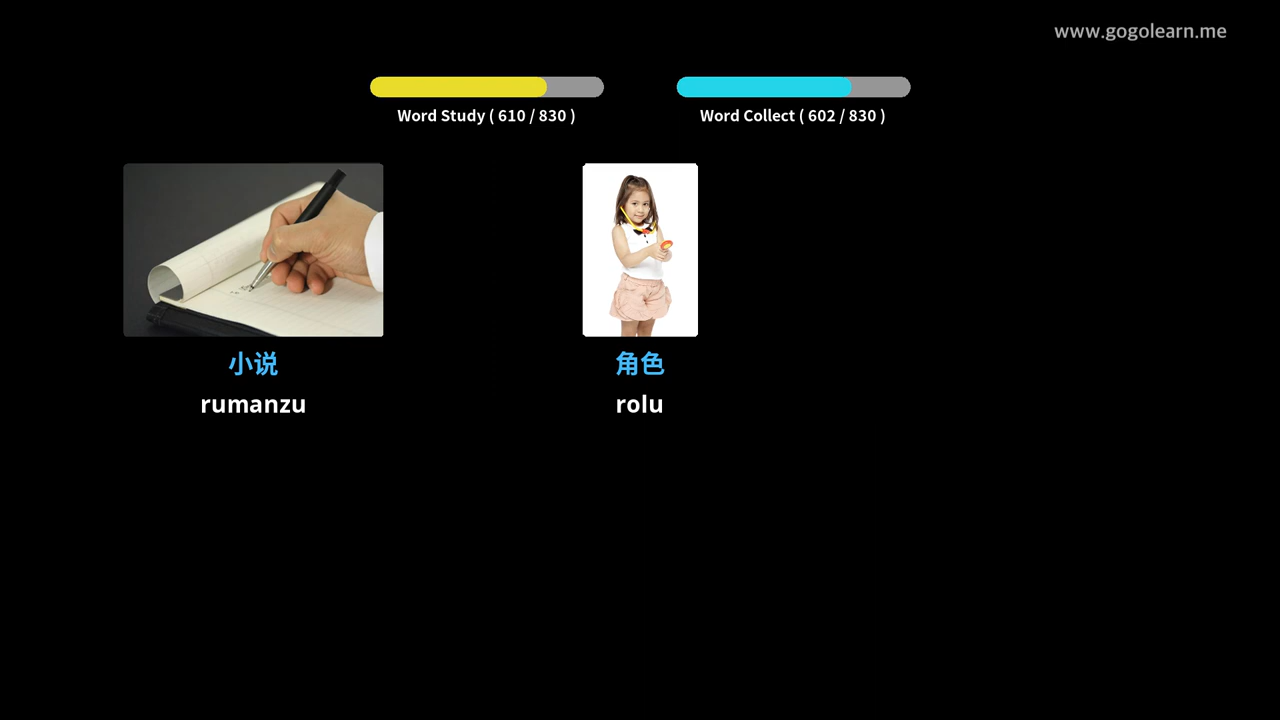 www.gogolearn.me
Word Study ( 610 / 830 )
Word Collect ( 602 / 830 )
小说
rumanzu
角色
rolu